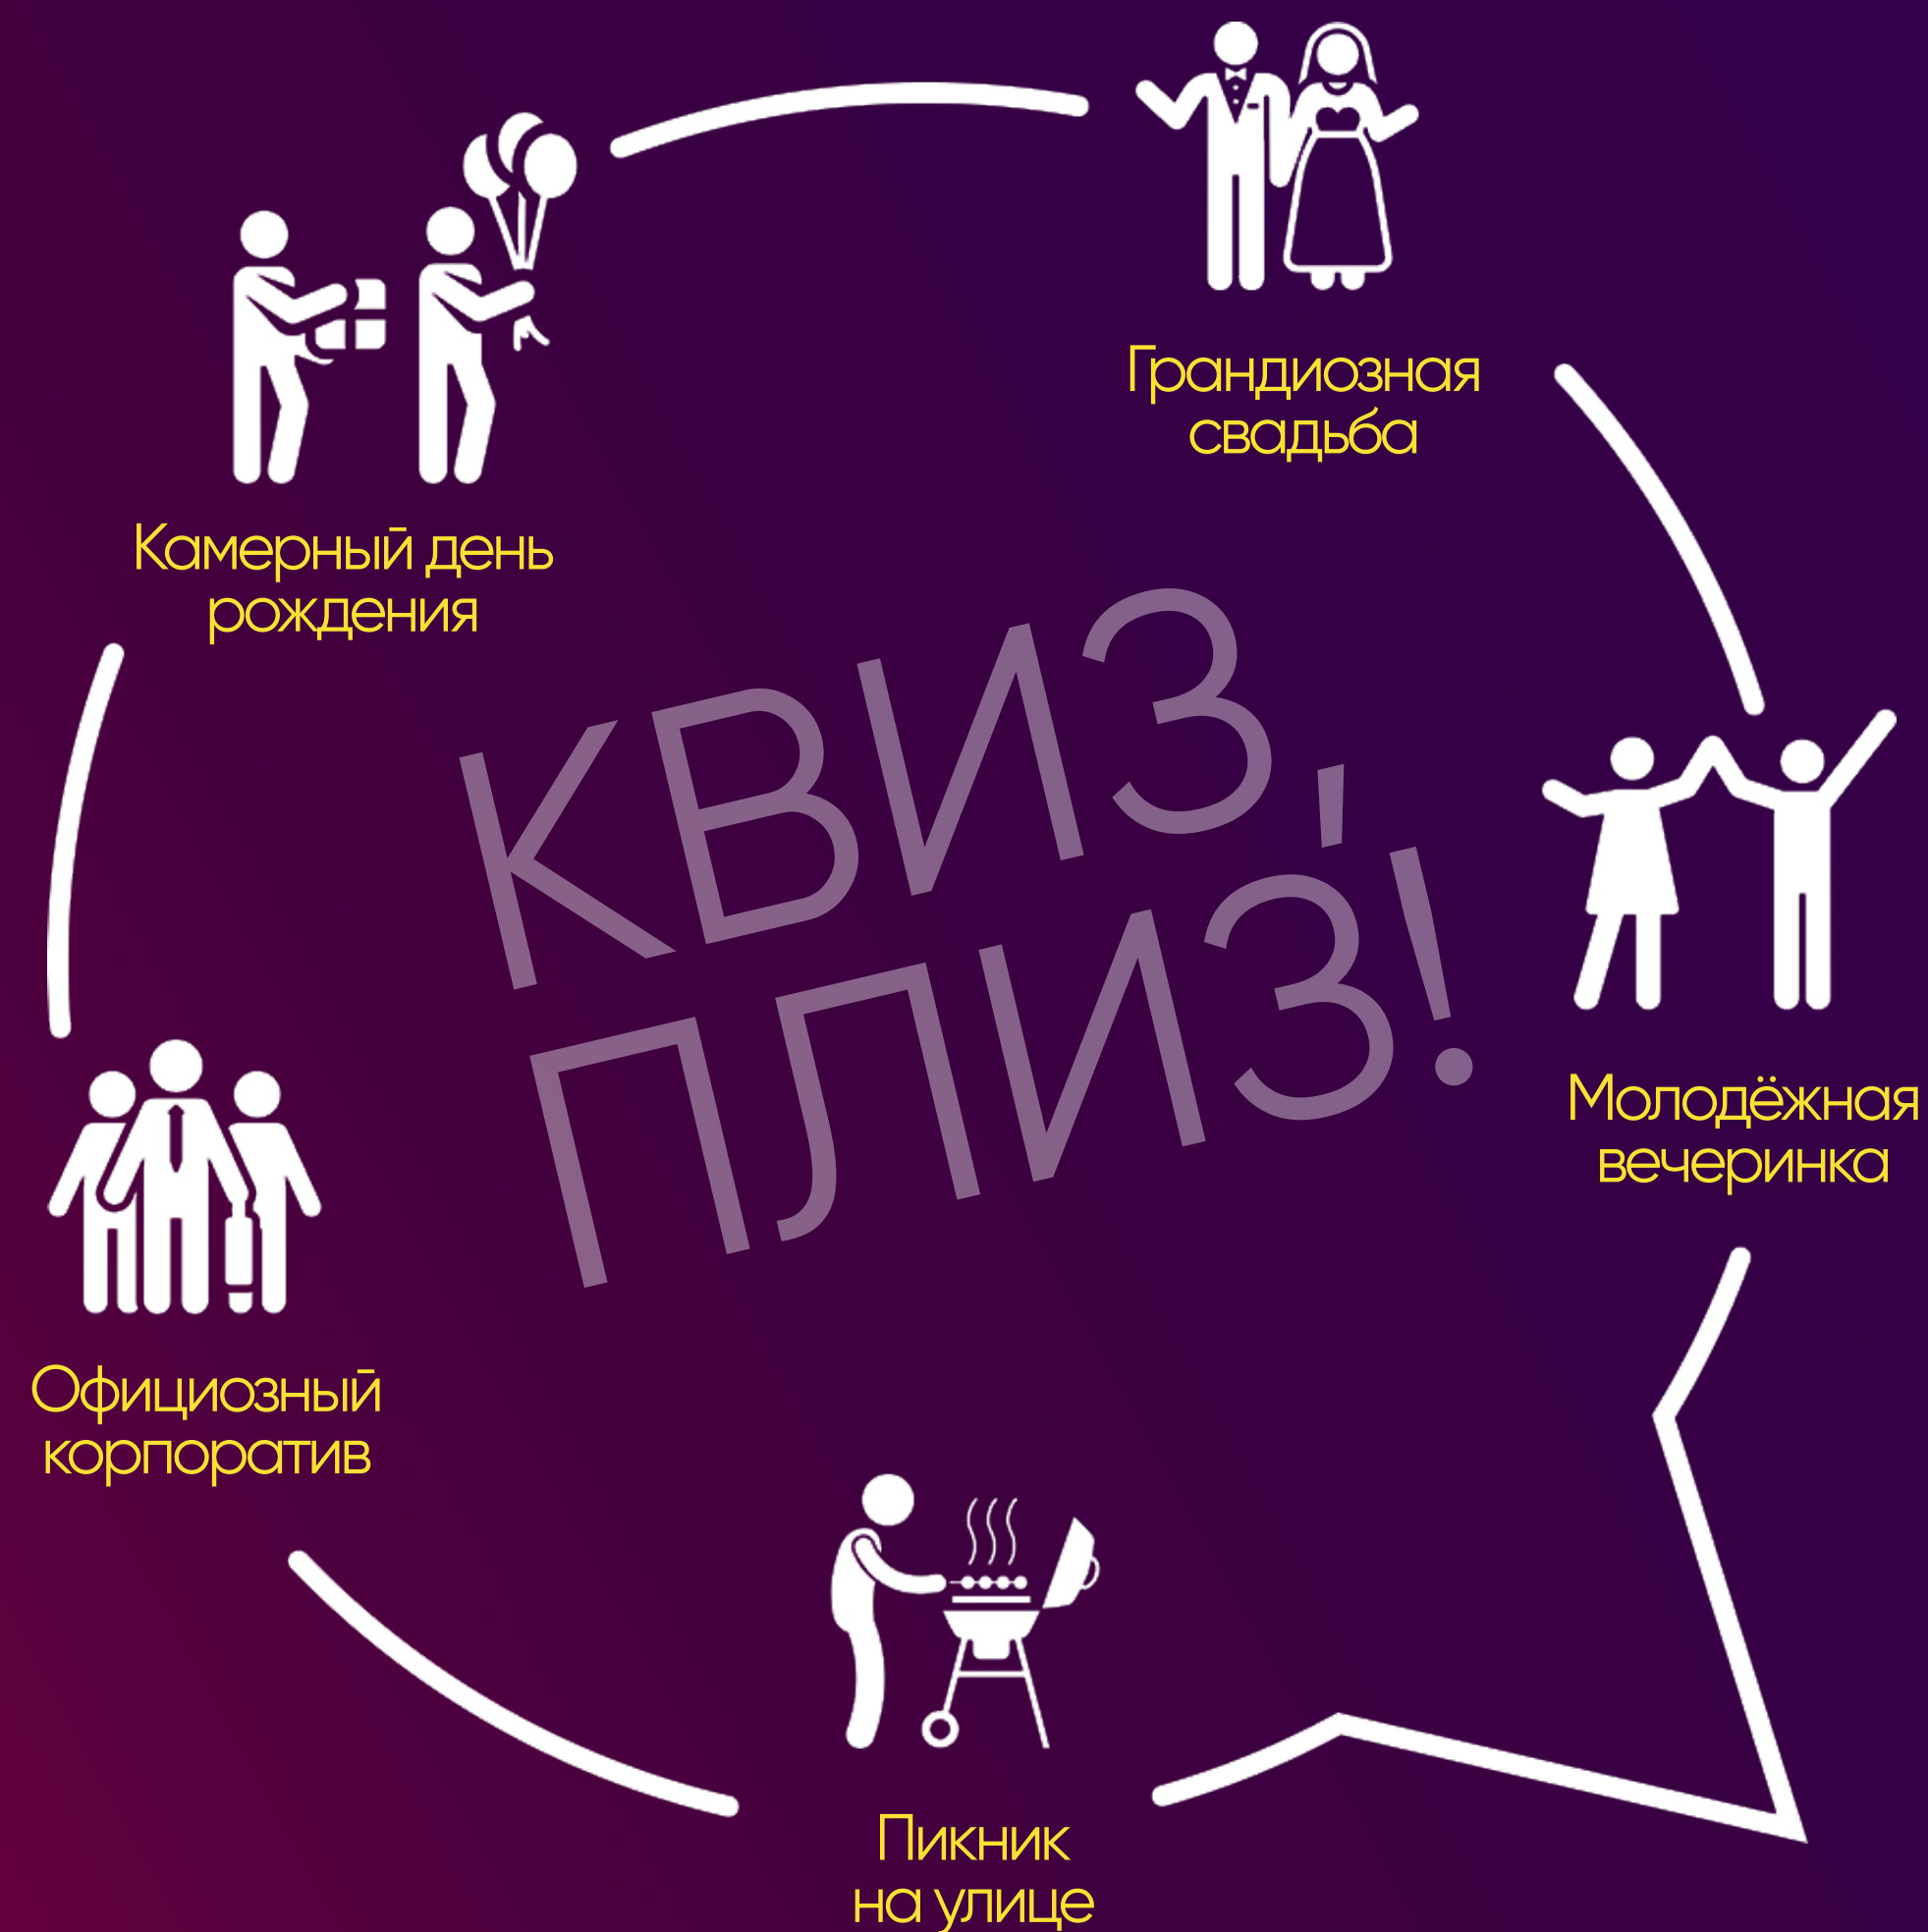 Грандиозная
свадьба
Камерный день
рождения
КВИЗ,
ПЛИЗ!
Молодёжная
вечеринка
Официозный
корпоратив
Пикник
на улице